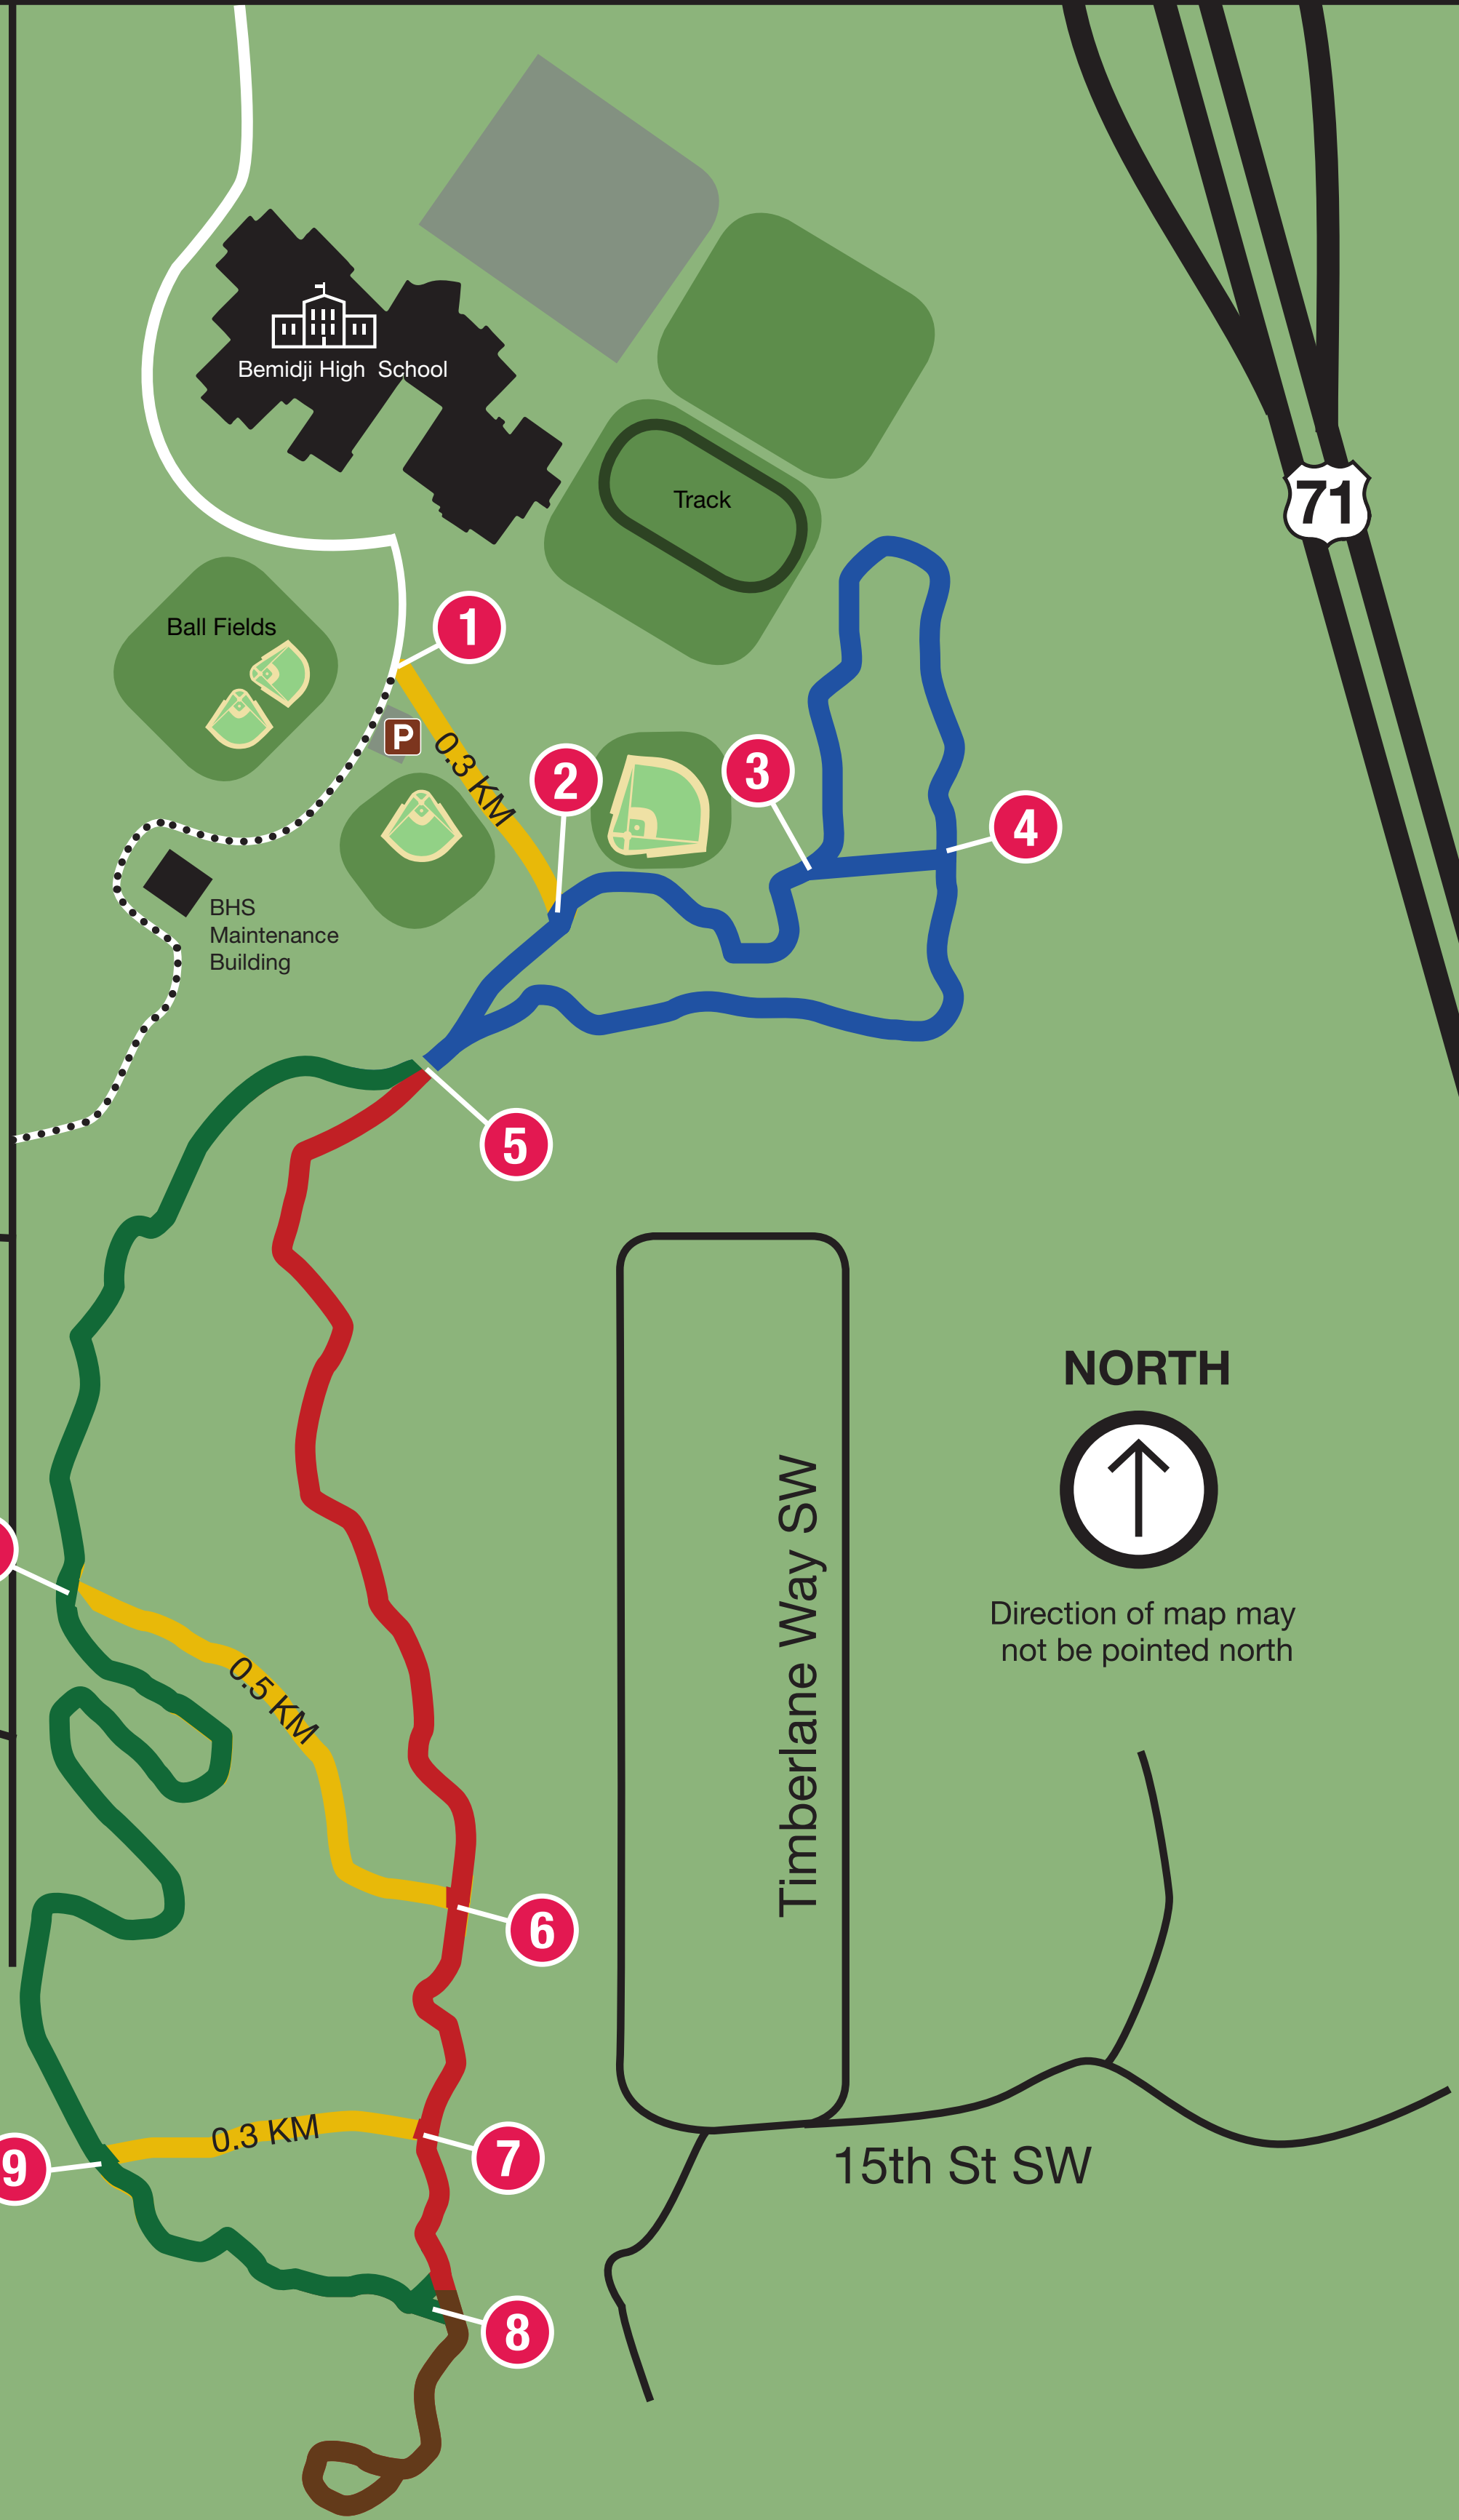 Bemidji High School
Track
71
Ball Fields
1
P
0.3 KM
2
3
4
BHS
Maintenance
Building
5
NORTH
Direction of map may
not be pointed north
Timberlane Way SW
0.5 KM
6
0.3 KM
7
9
15th St SW
8